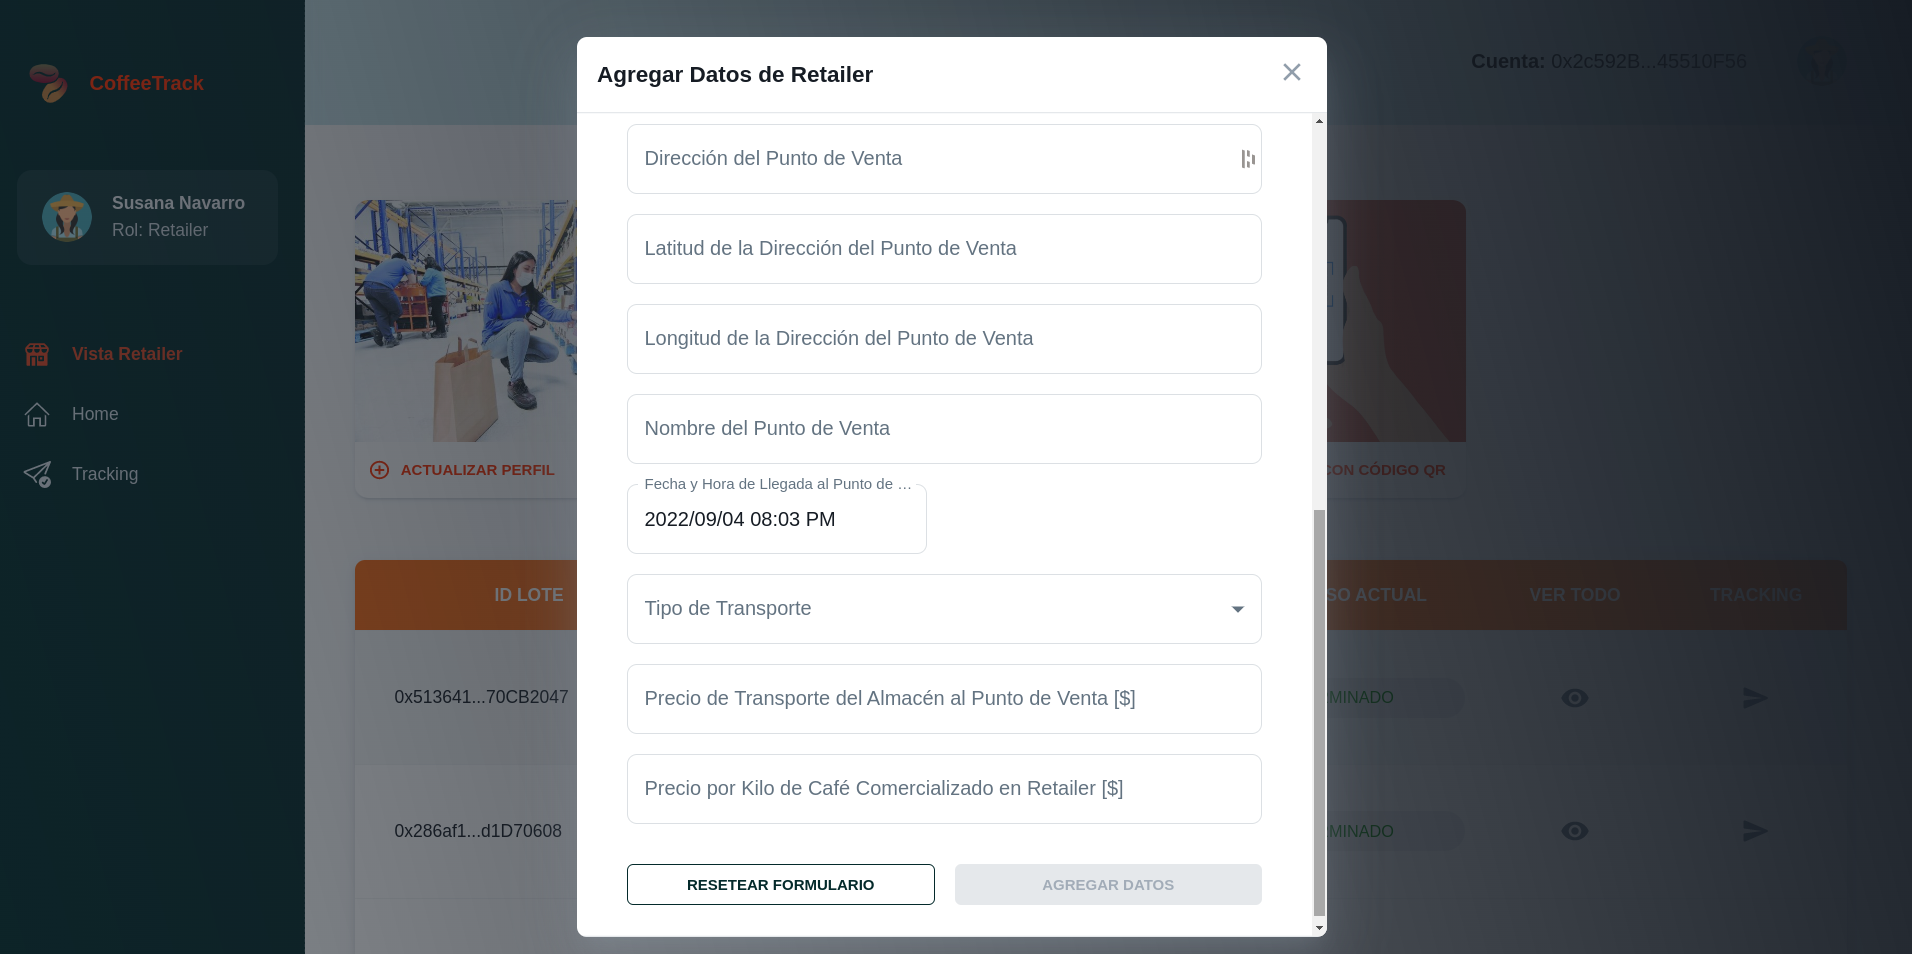 CoffeeTrack
Susana Navarro
Rol: Retailer
Vista Retailer
Home
Tracking
Cuenta: 0x2c592B...45510F56
ACTUALIZAR PERFIL
CON CÓDIGO QR
ID LOTE
SO ACTUAL
VER TODO
TRACKING
0x513641...70CB2047
MINADO
0x286af1...d1D70608
MINADO
Agregar Datos de Retailer
Dirección del Punto de Venta
Latitud de la Dirección del Punto de Venta
Longitud de la Dirección del Punto de Venta
Nombre del Punto de Venta
Fecha y Hora de Llegada al Punto de ...
2022/09/04 08:03 PM
Tipo de Transporte
Precio de Transporte del Almacén al Punto de Venta [$]
Precio por Kilo de Café Comercializado en Retailer [$]
RESETEAR FORMULARIO
AGREGAR DATOS